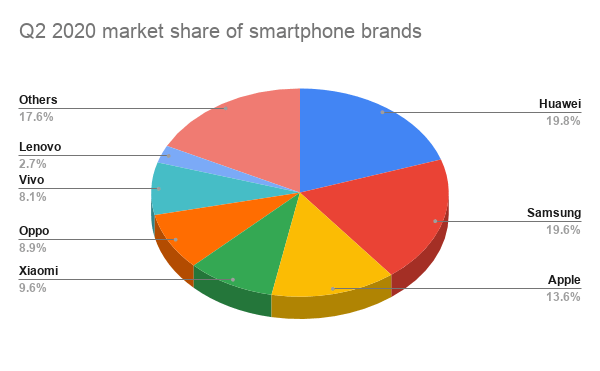 Q2 2020 market share of smartphone brands
Others
17.6%
Lenovo
2.7%
Vivo
8.1%
Oppo
8.9%
Xiaomi
9.6%
Huawei
19.8%
Samsung
19.6%
Apple
13.6%